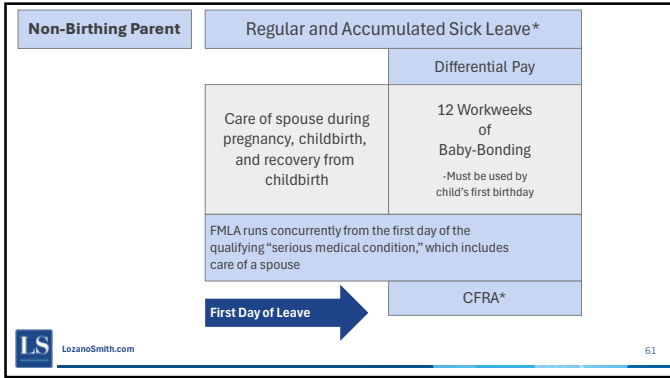 Non-Birthing Parent
Regular and Accumulated Sick Leave*
Differential Pay
Care of spouse during
pregnancy, childbirth,
and recovery from
childbirth
12 Workweeks
of
Baby-Bonding
-Must be used by
child's first birthday
FMLA runs concurrently from the first day of the
qualifying “serious medical condition,” which includes
care of a spouse
First Day of Leave
CFRA*
LS
LozanoSmith.com
61